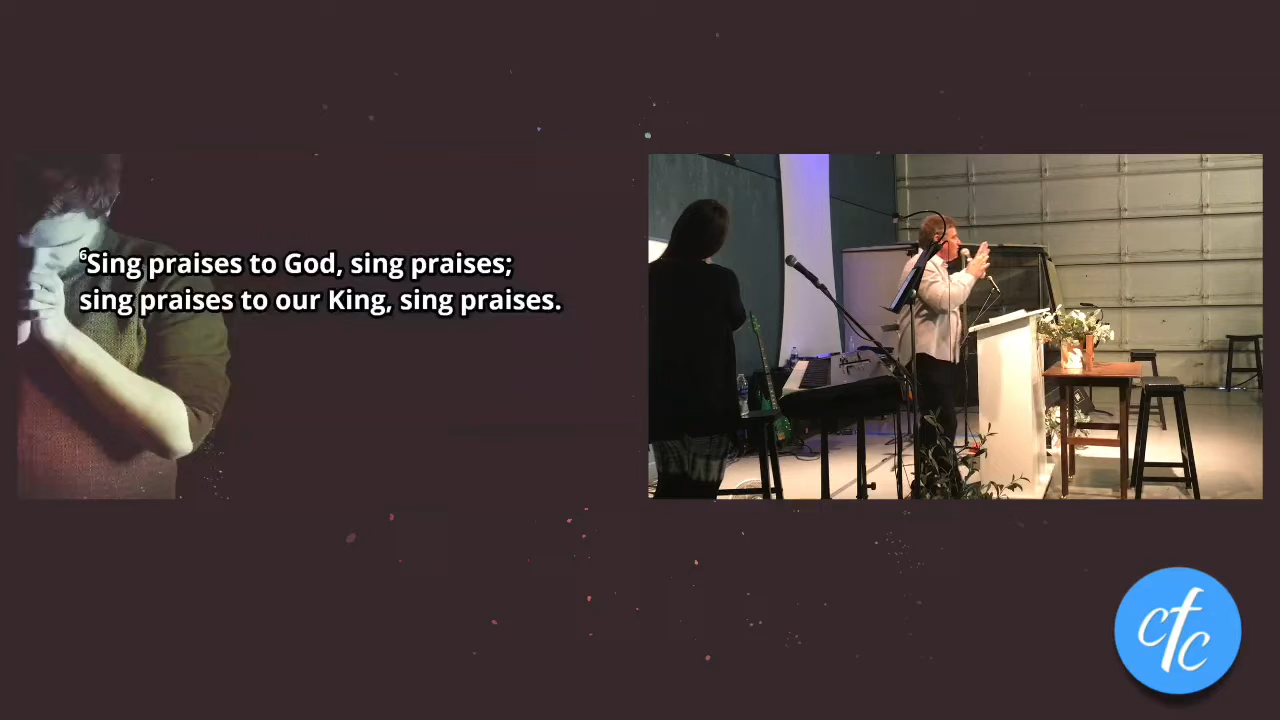 ⁶Sing praises to God, sing praises;
sing praises to our King, sing praises.
cfc